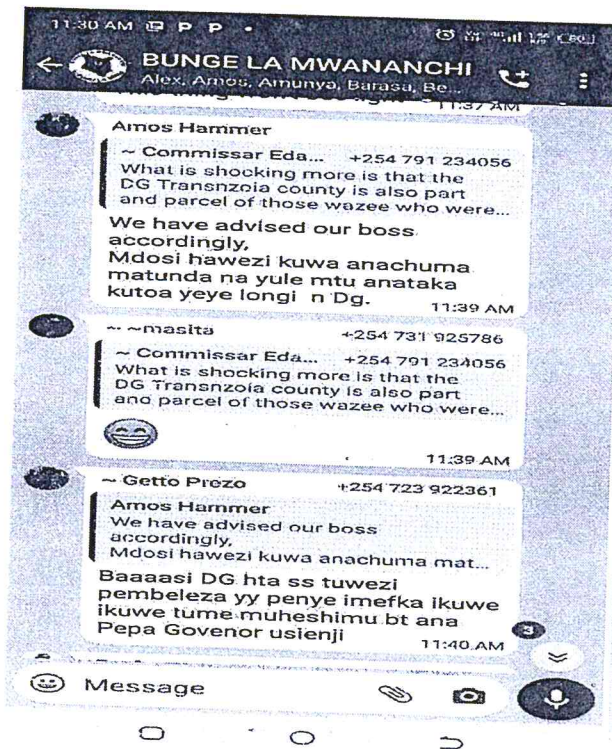 11:30 AM P P •
BUNGE LA MWANANCHI
Alex, Amos, Amunya, Barasa, Be...
11:37 AM
Amos Hammer
~ Commissar Eda... +254 791 234056
What is shocking more is that the
DG Transnzoia county is also part
and parcel of those wazee who were...
We have advised our boss
accordingly,
Mdosi hawezi kuwa anachuma
matunda na yule mtu anataka
kutoa yeye longi n Dg.
11:39 AM
~ ~masita +254 731 925786
~ Commissar Eda... +254 791 234056
What is shocking more is that the
DG Transnzoia county is also part
and parcel of those wazee who were...
11:39 AM
~ Getto Prezo +254 723 922361
Amos Hammer
We have advised our boss
accordingly,
Mdosi hawezi kuwa anachuma mat...
Baaaasi DG hta ss tuwezi
pembeleza yy penye imefka ikuwe
ikuwe tume muheshimu bt ana
Pepa Govenor usienji
11:40 AM
3
Message